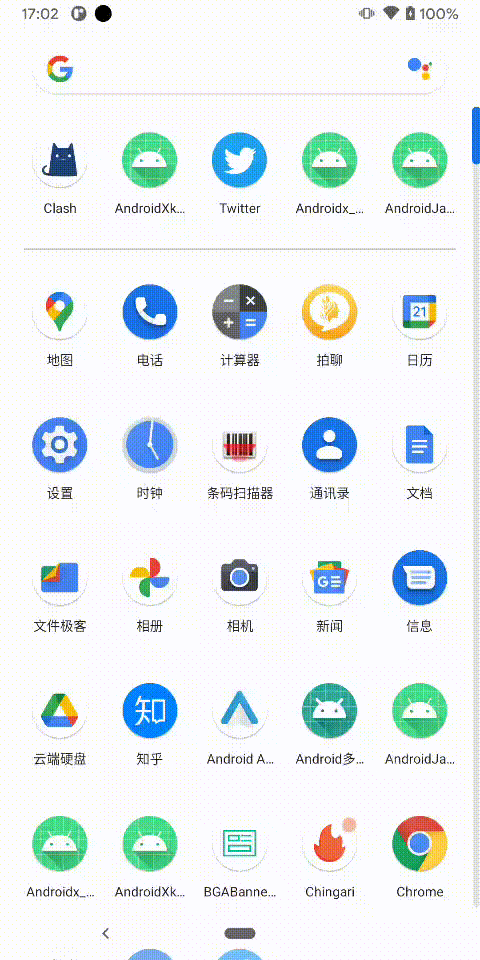 17:02 100%
Clash AndroidXk... Twitter Androidx_... AndroidJa...
21
地图 电话 计算器 拍聊 日历
设置 时钟 条码扫描器 通讯录 文档
GE
文件极客 相册 相机 新闻 信息
知
云端硬盘 知乎 Android A... Android多... AndroidJa...
Androidx_... AndroidXk... BGABanne... Chingari Chrome